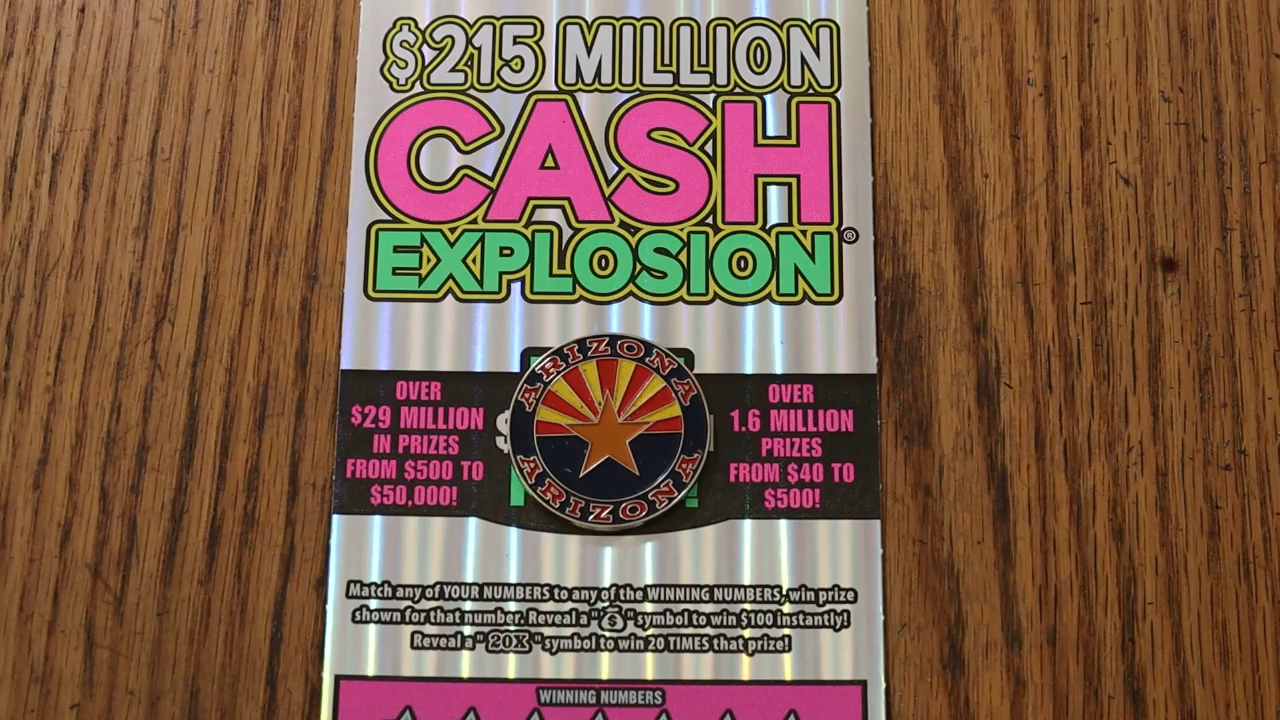 $215 MILLION
CASH
EXPLOSION®
ARIZONA
ARIZONA
OVER
$29 MILLION
IN PRIZES
FROM $500 TO
$50,000!
OVER
1.6 MILLION
PRIZES
FROM $40 TO
$500!
Match any of YOUR NUMBERS to any of the WINNING NUMBERS, win prize
shown for that number. Reveal a "$" symbol to win $100 instantly!
Reveal a "20X" symbol to win 20 TIMES that prize!
WINNING NUMBERS